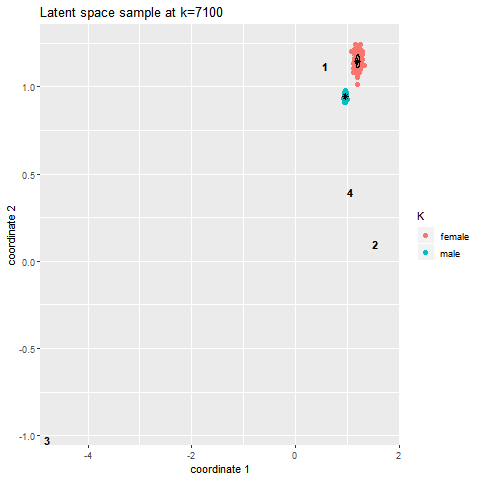 Latent space sample at k=7100
1
1.0
0.5
4
coordinate 2
K
female
2
male
0.0
-0.5
-1.0
3
-4 -2 0 2
coordinate 1